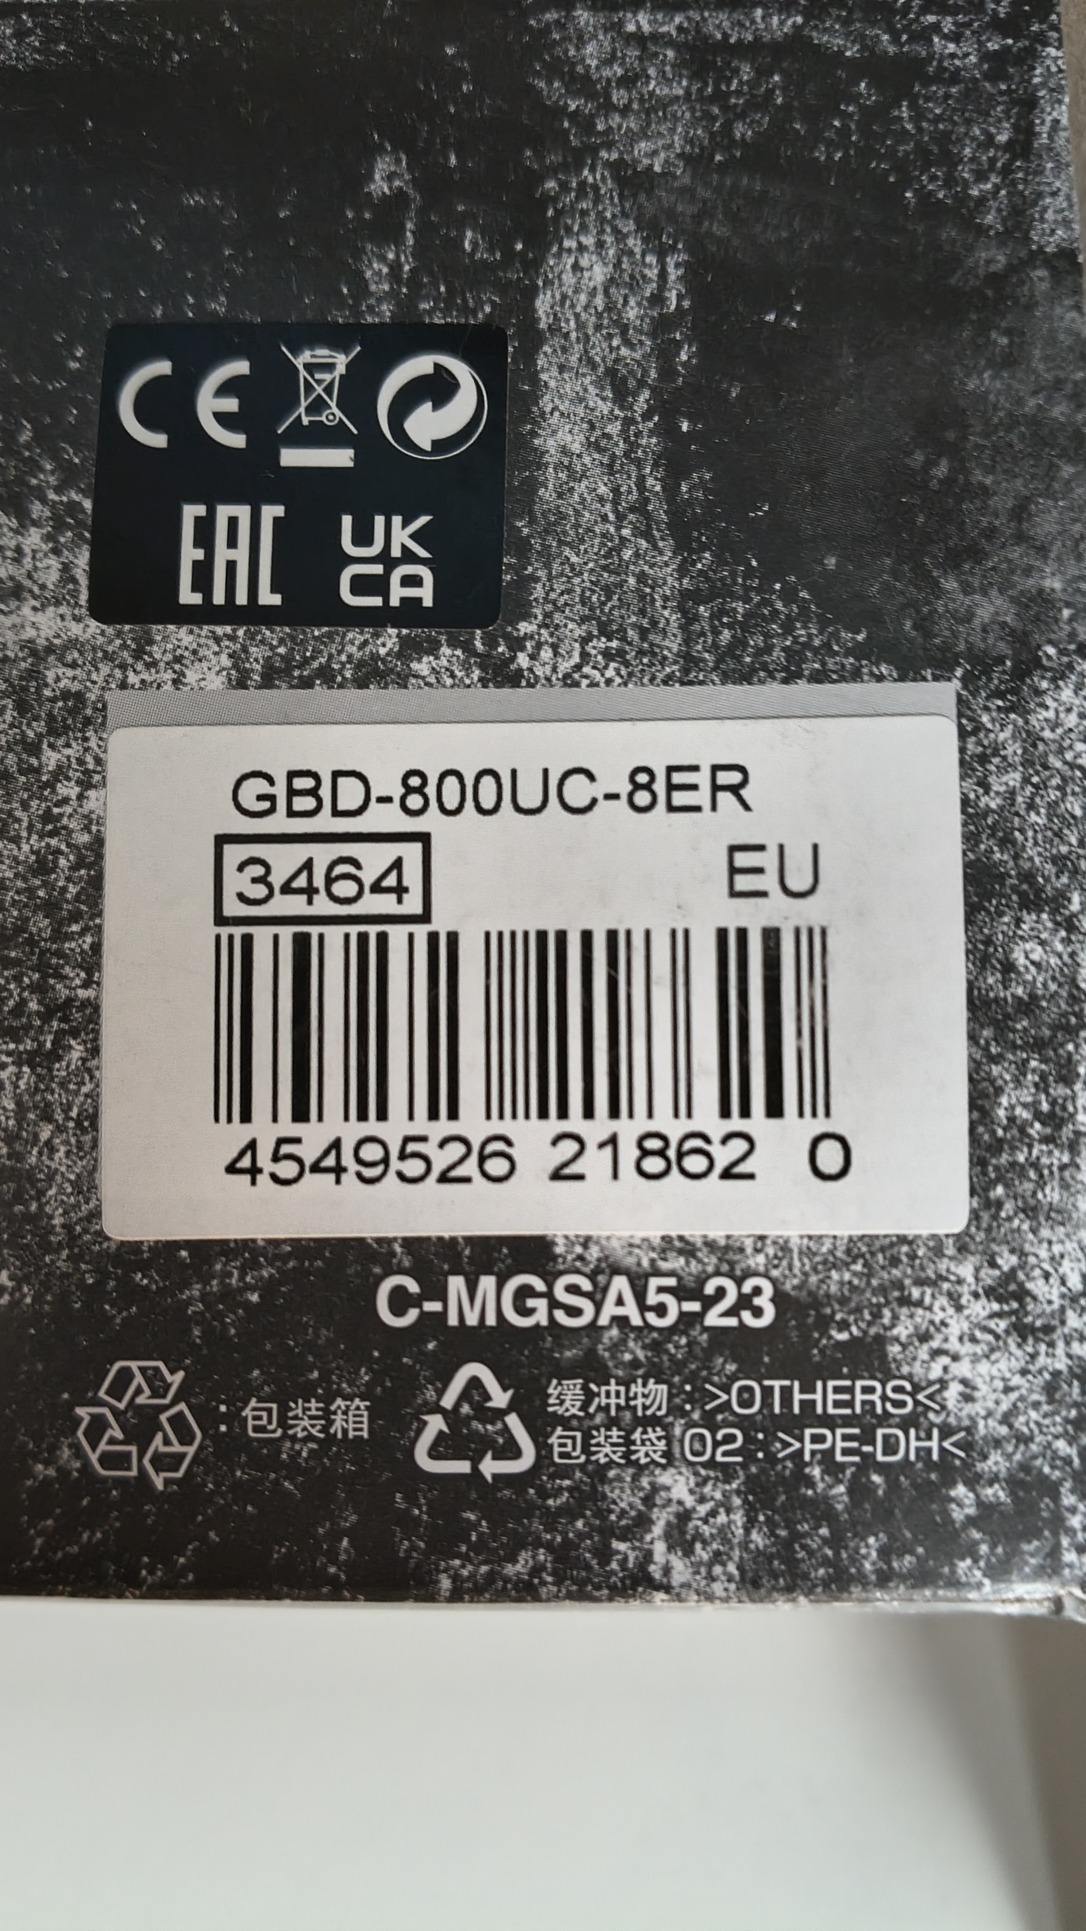 CE
EAC
UK
CA
GBD-800UC-8ER
3464 EU
4549526 21862 0
C-MGSA5-23
:包装箱
缓冲物:>OTHERS<
包装袋 02:>PE-DH<